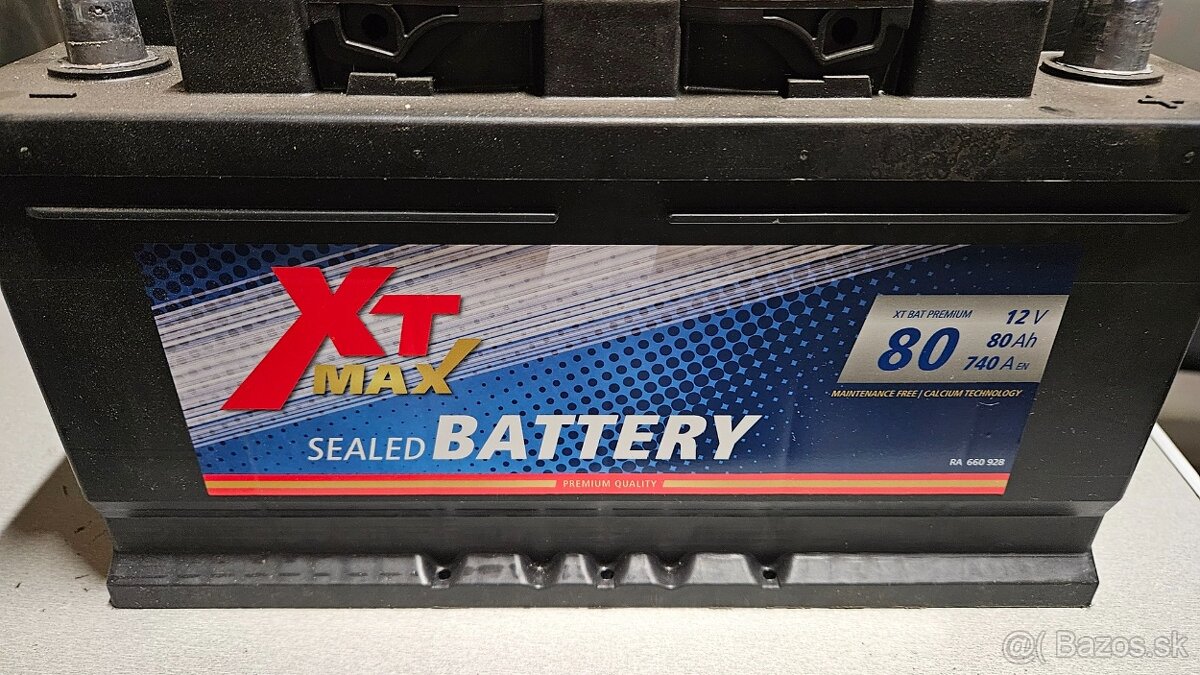 XT
MAX
SEALED BATTERY
XT BAT PREMIUM
80
12 V
80 Ah
740 A EN
MAINTENANCE FREE / CALCIUM TECHNOLOGY
RA 660 928
PREMIUM QUALITY
@( Bazos.sk